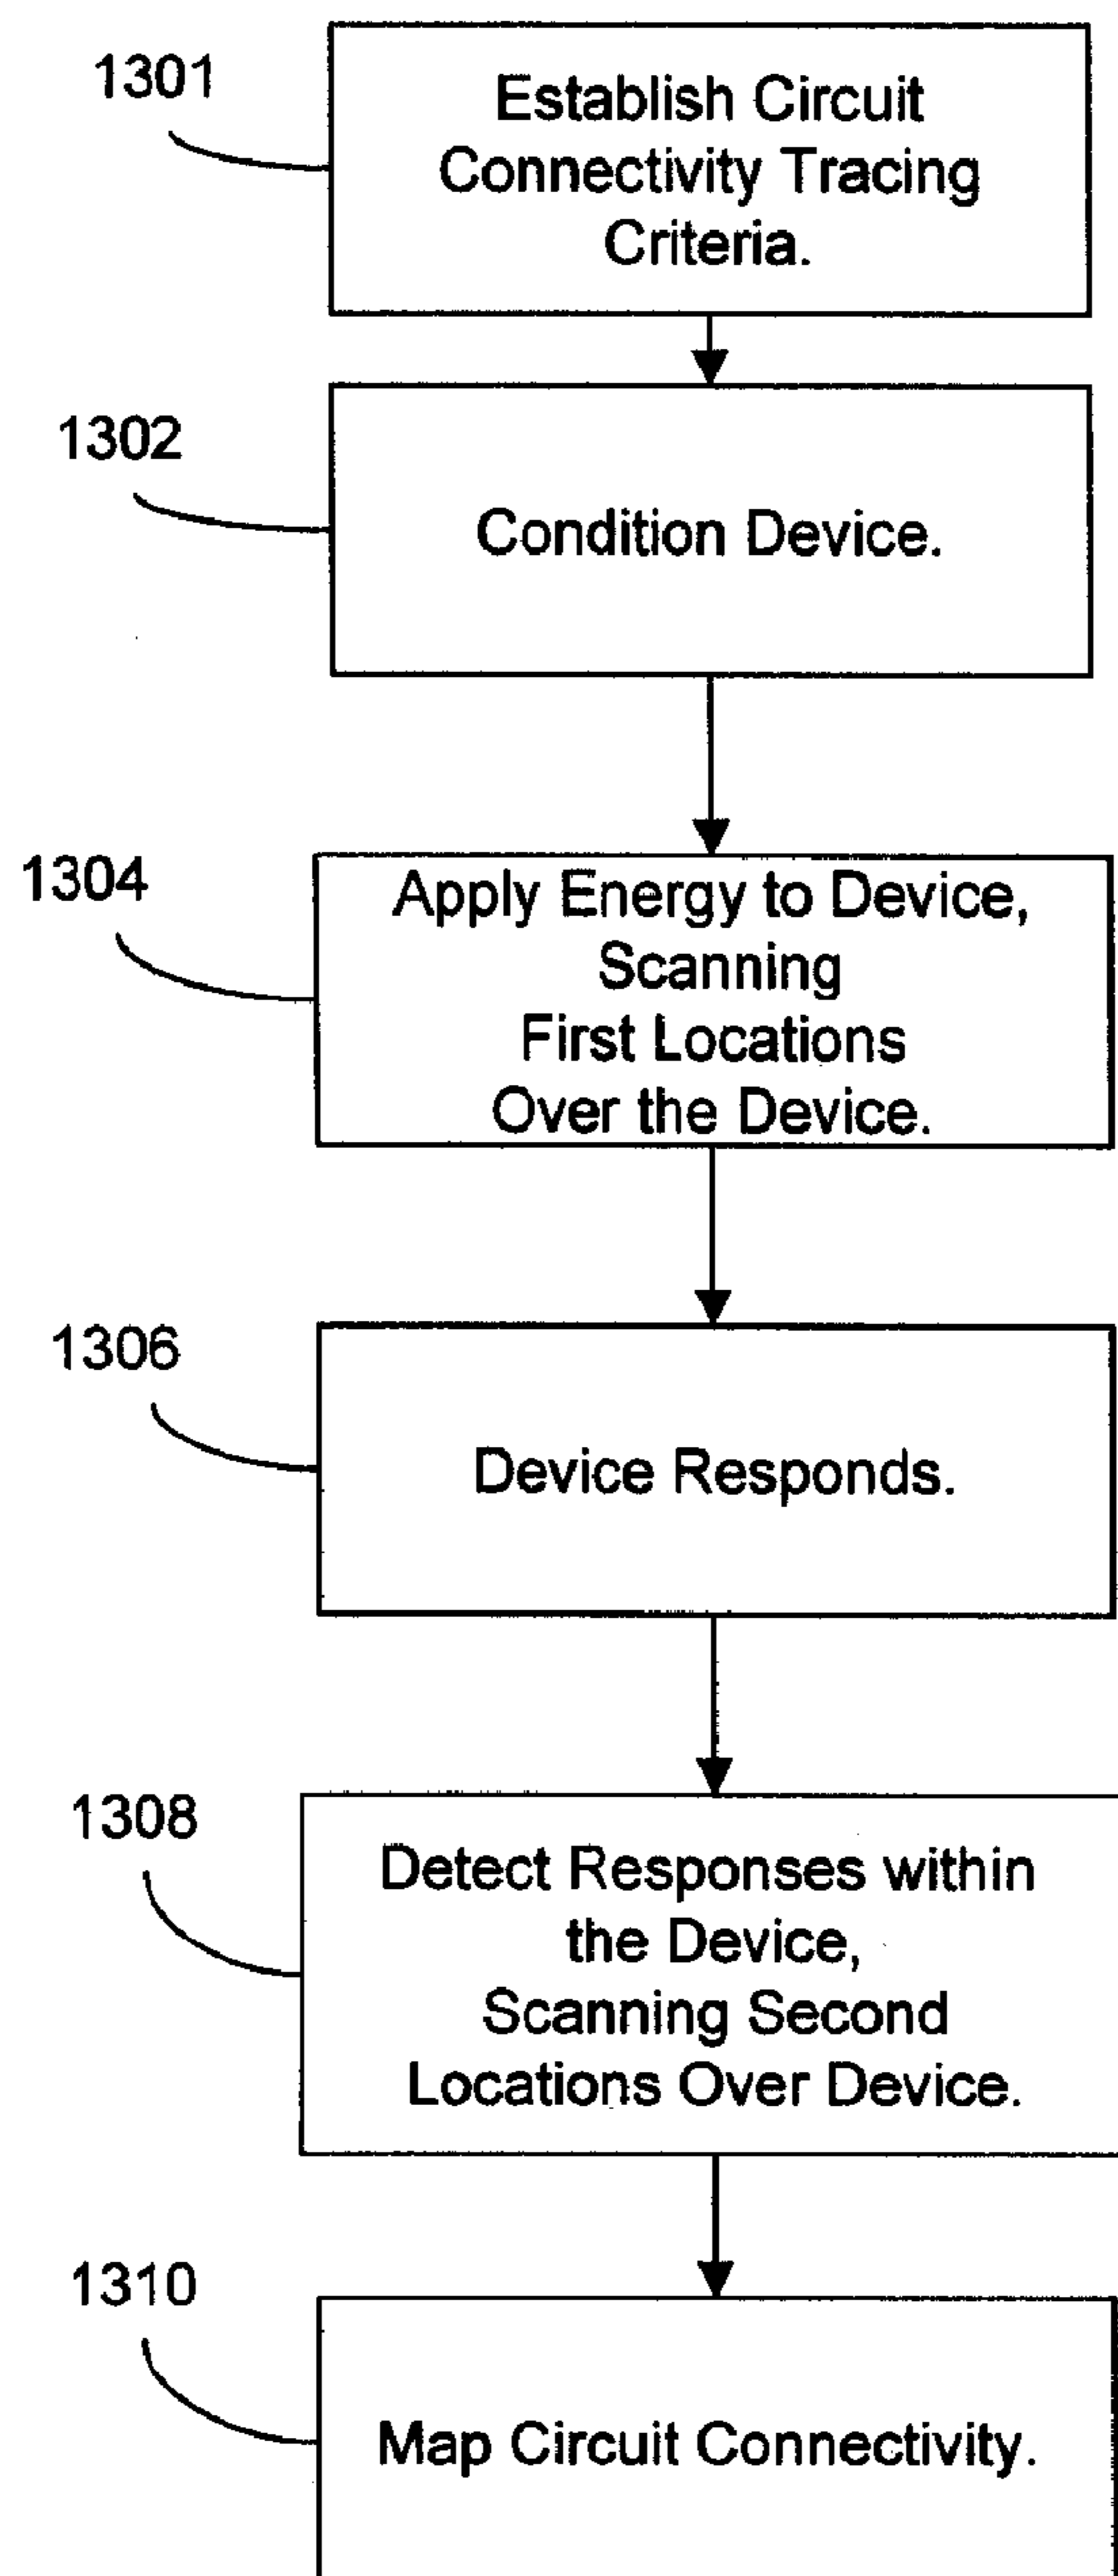 1301
Establish Circuit
Connectivity Tracing
Criteria.
1302
Condition Device.
1304
Apply Energy to Device,
Scanning
First Locations
Over the Device.
1306
Device Responds.
1308
Detect Responses within
the Device,
Scanning Second
Locations Over Device.
1310
Map Circuit Connectivity.